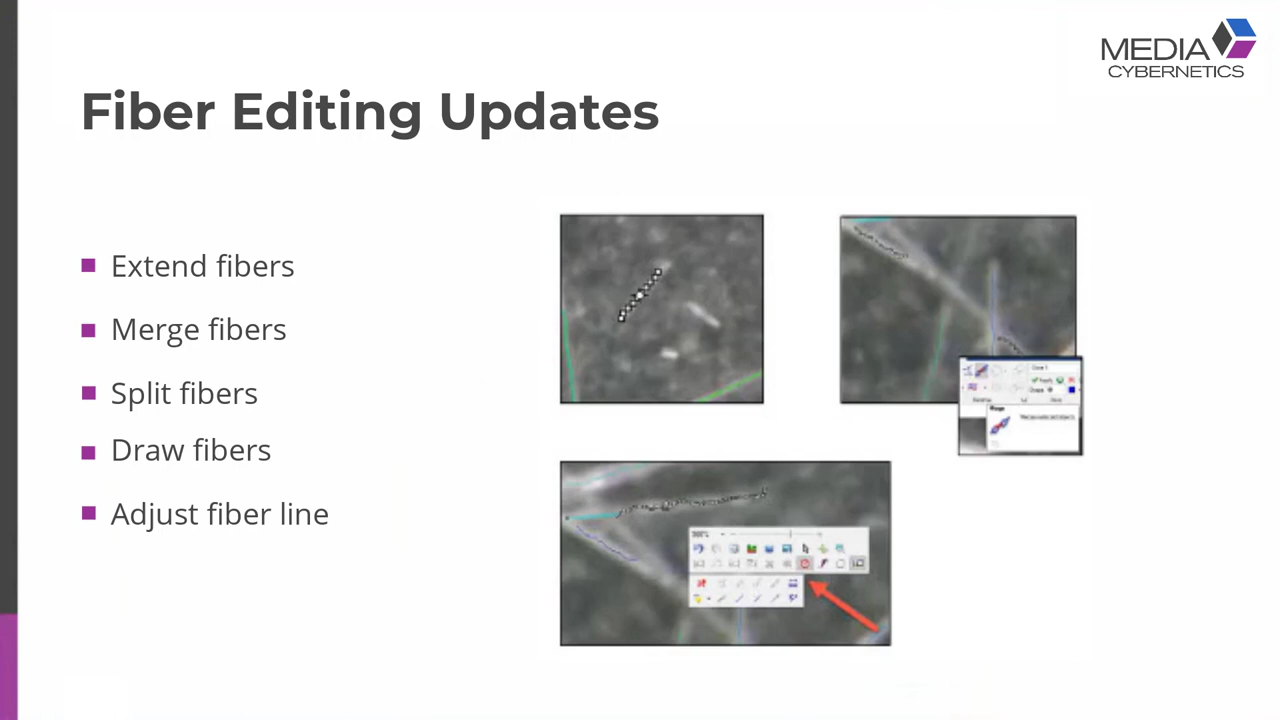 MEDIA
CYBERNETICS
Fiber Editing Updates
Extend fibers
Merge fibers
Split fibers
Draw fibers
Adjust fiber line